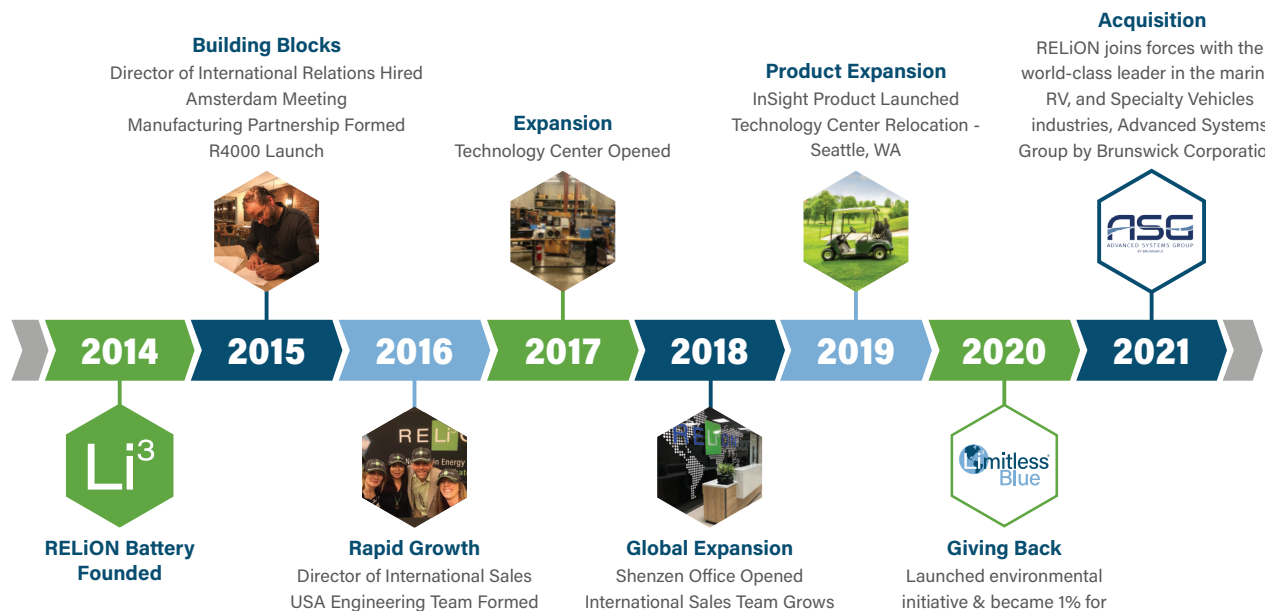 Building Blocks
Director of International Relations Hired
Amsterdam Meeting
Manufacturing Partnership Formed
R4000 Launch
Expansion
Technology Center Opened
Product Expansion
InSight Product Launched
Technology Center Relocation -
Seattle, WA
Acquisition
RELiON joins forces with the
world-class leader in the
RV, and Specialty Vehicles
industries, Advanced Systems
Group by Brunswick
ASG
ADVANCED SYSTEMS GROUP
BY BRUNSWICK
2014
2015
2016
2017
2018
2019
2020
2021
Li³
RELiON Battery
Founded
RELi
in Energy
Rapid Growth
Director of International Sales
USA Engineering Team Formed
RELi
Global Expansion
Shenzen Office Opened
International Sales Team Grows
Limitless
Blue
Giving Back
Launched environmental
initiative & became 1% for